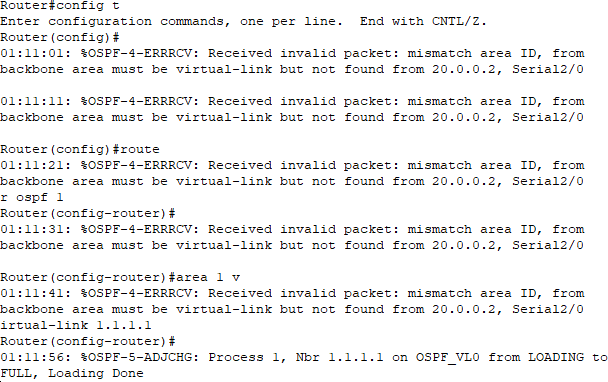 Router#config t
Enter configuration commands, one per line.  End with CNTL/Z.
Router(config)#
01:11:01: %OSPF-4-ERRRCV: Received invalid packet: mismatch area ID, from
backbone area must be virtual-link but not found from 20.0.0.2, Serial2/0

01:11:11: %OSPF-4-ERRRCV: Received invalid packet: mismatch area ID, from
backbone area must be virtual-link but not found from 20.0.0.2, Serial2/0

Router(config)#route
01:11:21: %OSPF-4-ERRRCV: Received invalid packet: mismatch area ID, from
backbone area must be virtual-link but not found from 20.0.0.2, Serial2/0
r ospf 1
Router(config-router)#
01:11:31: %OSPF-4-ERRRCV: Received invalid packet: mismatch area ID, from
backbone area must be virtual-link but not found from 20.0.0.2, Serial2/0

Router(config-router)#area 1 v
01:11:41: %OSPF-4-ERRRCV: Received invalid packet: mismatch area ID, from
backbone area must be virtual-link but not found from 20.0.0.2, Serial2/0
irtual-link 1.1.1.1
Router(config-router)#
01:11:56: %OSPF-5-ADJCHG: Process 1, Nbr 1.1.1.1 on OSPF_VL0 from LOADING to
FULL, Loading Done